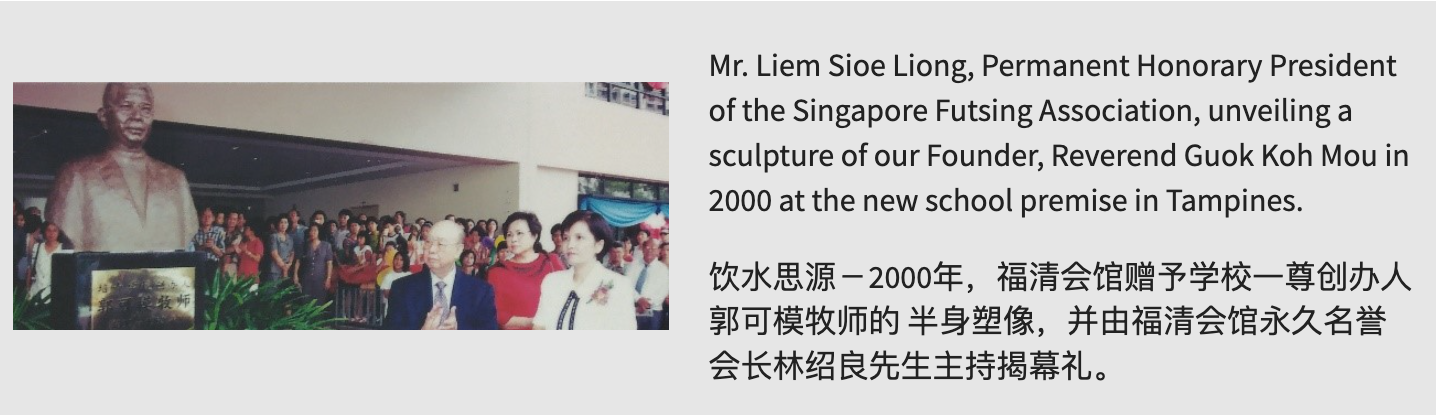 Mr. Liem Sioe Liong, Permanent Honorary President
of the Singapore Futsing Association, unveiling a
sculpture of our Founder, Reverend Guok Koh Mou in
2000 at the new school premise in Tampines.
饮水思源－2000年，福清会馆赠予学校一尊创办人
郭可模牧师的 半身塑像，并由福清会馆永久名誉
会长林绍良先生主持揭幕礼。
郭可模牧师